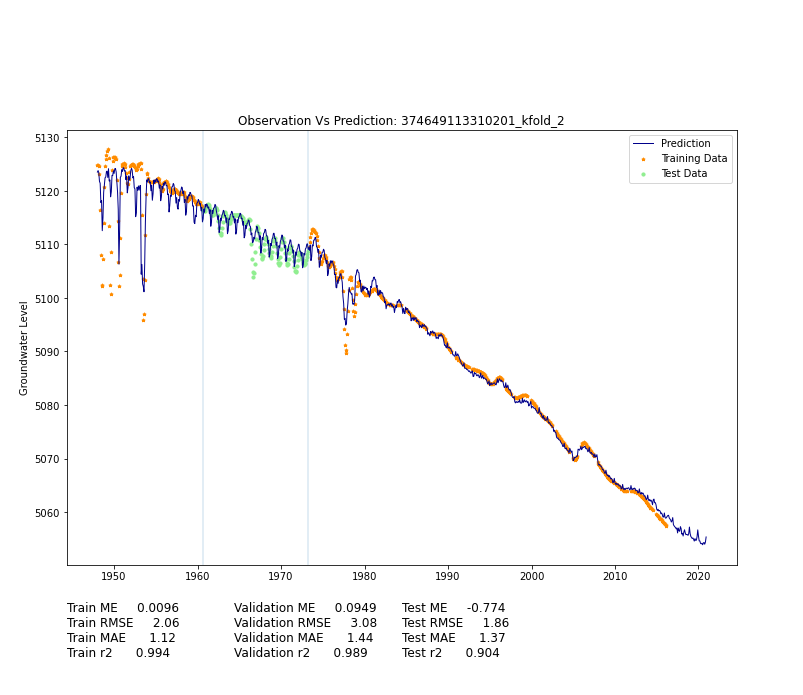 Observation Vs Prediction: 374649113310201_kfold_2
5130
5120
5110
5100
5090
5080
5070
5060
Groundwater Level
Prediction
Training Data
Test Data
1950 1960 1970 1980 1990 2000 2010 2020
Train ME 0.0096 Validation ME 0.0949 Test ME -0.774
Train RMSE 2.06 Validation RMSE 3.08 Test RMSE 1.86
Train MAE 1.12 Validation MAE 1.44 Test MAE 1.37
Train r2 0.994 Validation r2 0.989 Test r2 0.904